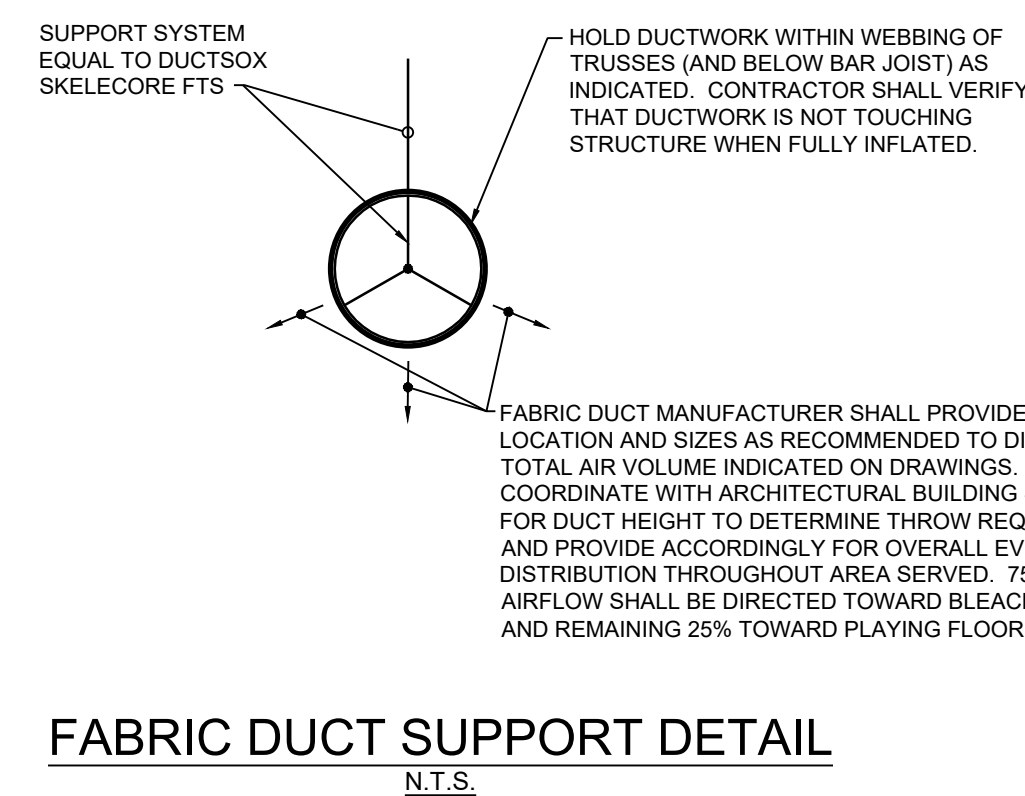 SUPPORT SYSTEM
EQUAL TO DUCTSOX
SKELECORE FTS
HOLD DUCTWORK WITHIN WEBBING OF
TRUSSES (AND BELOW BAR JOIST) AS
INDICATED. CONTRACTOR SHALL VERIFY
THAT DUCTWORK IS NOT TOUCHING
STRUCTURE WHEN FULLY INFLATED.
FABRIC DUCT MANUFACTURER SHALL PROVIDE
LOCATION AND SIZES AS RECOMMENDED TO
TOTAL AIR VOLUME INDICATED ON DRAWINGS.
COORDINATE WITH ARCHITECTURAL BUILDING
FOR DUCT HEIGHT TO DETERMINE THROW
AND PROVIDE ACCORDINGLY FOR OVERALL
DISTRIBUTION THROUGHOUT AREA SERVED. 75
AIRFLOW SHALL BE DIRECTED TOWARD
AND REMAINING 25% TOWARD PLAYING FLOOR
FABRIC DUCT SUPPORT DETAIL
N.T.S.